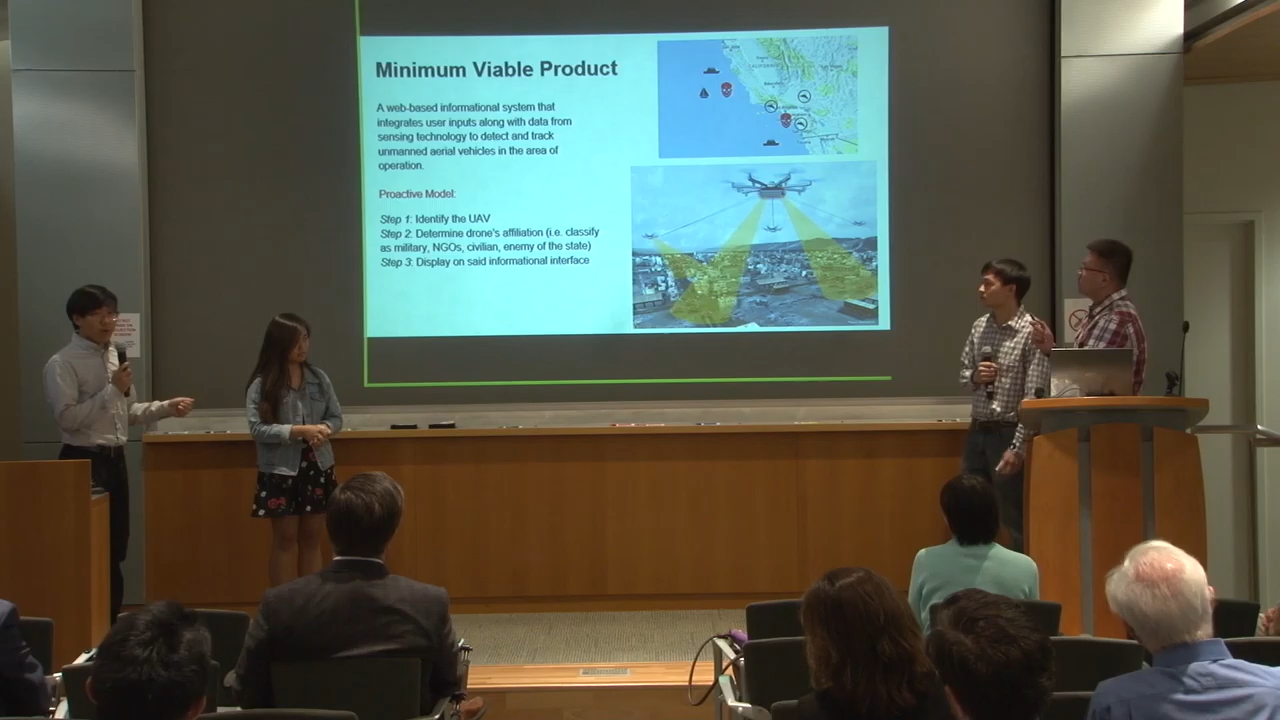 Minimum Viable Product
A web-based informational system that
integrates user inputs along with data from
sensing technology to detect and track
unmanned aerial vehicles in the area of
operation.
Proactive Model:
Step 1: Identify the UAV
Step 2: Determine drone's affiliation (i.e. classify
as military, NGOs, civilian, enemy of the state)
Step 3: Display on said informational interface